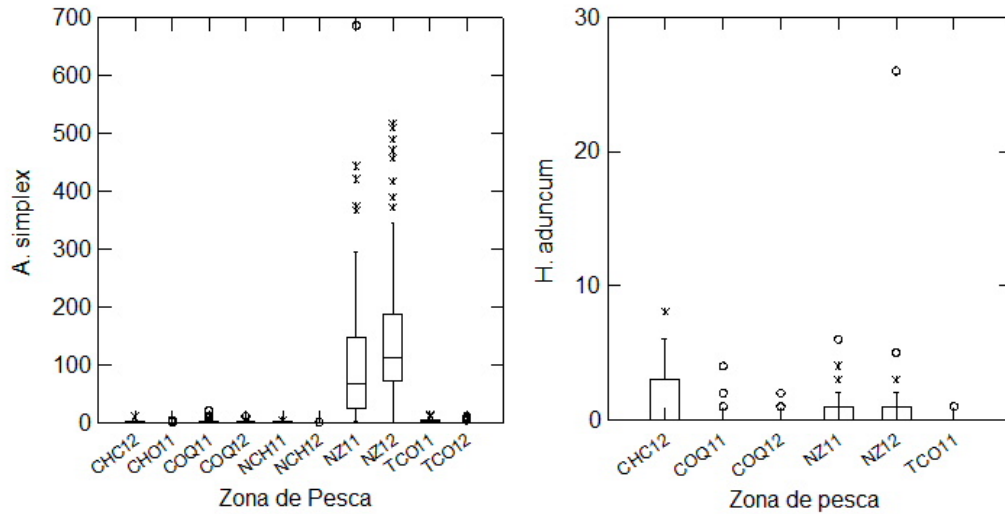 A. simplex
700
600
500
400
300
200
100
0
CHC12
CHO11
COQ11
COQ12
NCH11
NCH12
NZ11
NZ12
TCO11
TCO12
Zona de Pesca
H. aduncum
30
20
10
0
CHC12
COQ11
COQ12
NZ11
NZ12
TCO11
Zona de pesca